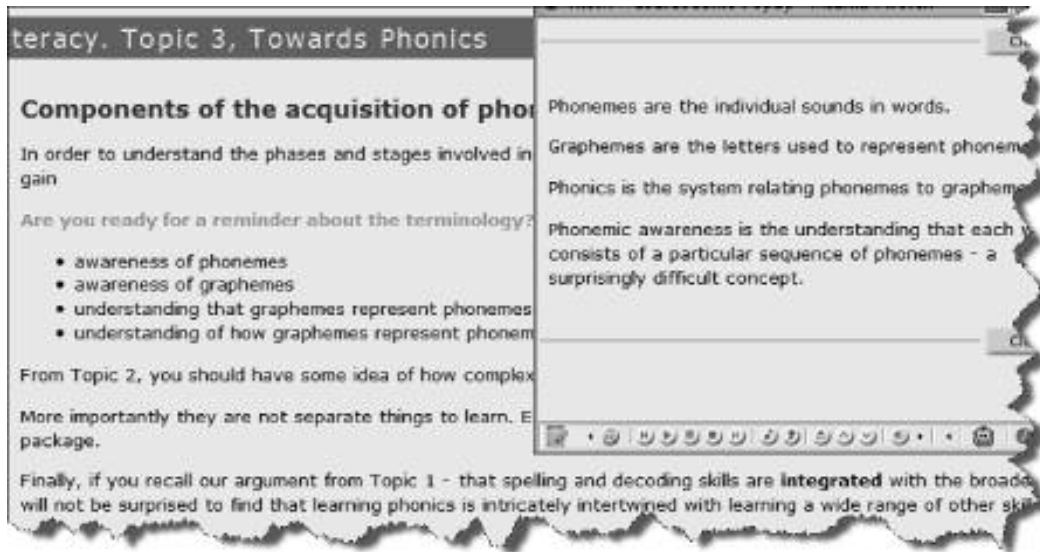 teracy. Topic 3, Towards Phonics
Components of the acquisition of phon
In order to understand the phases and stages involved in
gain
Are you ready for a reminder about the terminology?
• awareness of phonemes
• awareness of graphemes
• understanding that graphemes represent phonemes
• understanding of how graphemes represent phonem
From Topic 2, you should have some idea of how complex
More importantly they are not separate things to learn. E
package.
Finally, if you recall our argument from Topic 1 - that spelling and decoding skills are integrated with the broade
will not be surprised to find that learning phonics is intricately intertwined with learning a wide range of other skil
Phonemes are the individual sounds in words.
Graphemes are the letters used to represent phonem
Phonics is the system relating phonemes to graphem
Phonemic awareness is the understanding that each w
consists of a particular sequence of phonemes - a
surprisingly difficult concept.